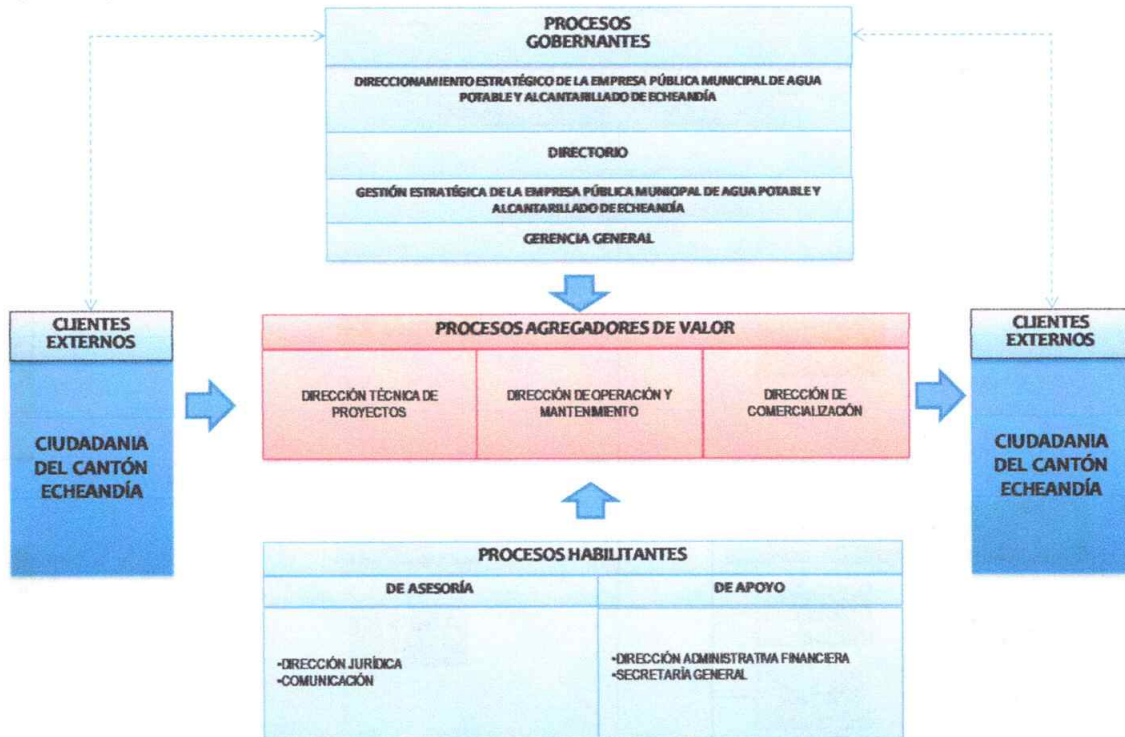 PROCESOS
GOBERNANTES
DIRECCIONAMIENTO ESTRATÉGICO DE LA EMPRESA PÚBLICA MUNICIPAL DE AGUA
POTABLE Y ALCANTARILLADO DE ECHEANDÍA
DIRECTORIO
GESTIÓN ESTRATÉGICA DE LA EMPRESA PÚBLICA MUNICIPAL DE AGUA POTABLE Y
ALCANTARILLADO DE ECHEANDÍA
GERENCIA GENERAL
CLIENTES
EXTERNOS
CIUDADANIA
DEL CANTÓN
ECHEANDÍA
PROCESOS AGREGADORES DE VALOR
DIRECCIÓN TÉCNICA DE
PROYECTOS
DIRECCIÓN DE OPERACIÓN Y
MANTENIMIENTO
DIRECCIÓN DE
COMERCIALIZACIÓN
CLIENTES
EXTERNOS
CIUDADANIA
DEL CANTÓN
ECHEANDÍA
PROCESOS HABILITANTES
DE ASESORÍA
•DIRECCIÓN JURÍDICA
•COMUNICACIÓN
DE APOYO
•DIRECCIÓN ADMINISTRATIVA FINANCIERA
•SECRETARÍA GENERAL